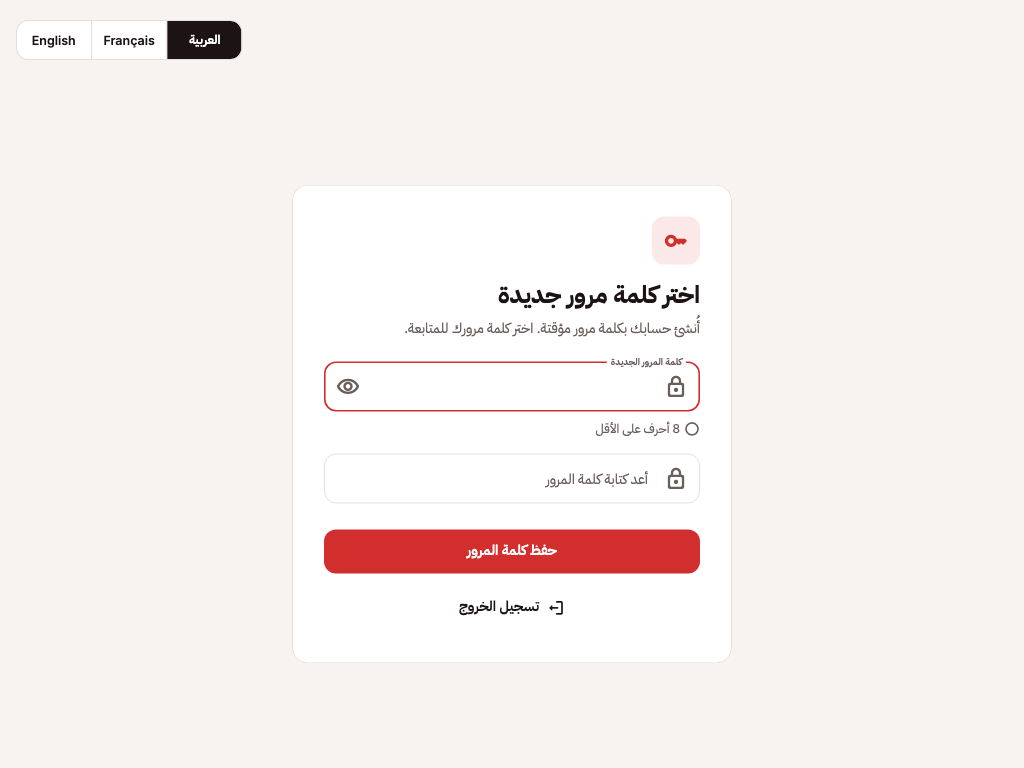 العربية
Français
English
اختر كلمة مرور جديدة
أُنشئ حسابك بكلمة مرور مؤقتة. اختر كلمة مرورك للمتابعة.
كلمة المرور الجديدة
8 أحرف على الأقل
أعد كتابة كلمة المرور
حفظ كلمة المرور
تسجيل الخروج